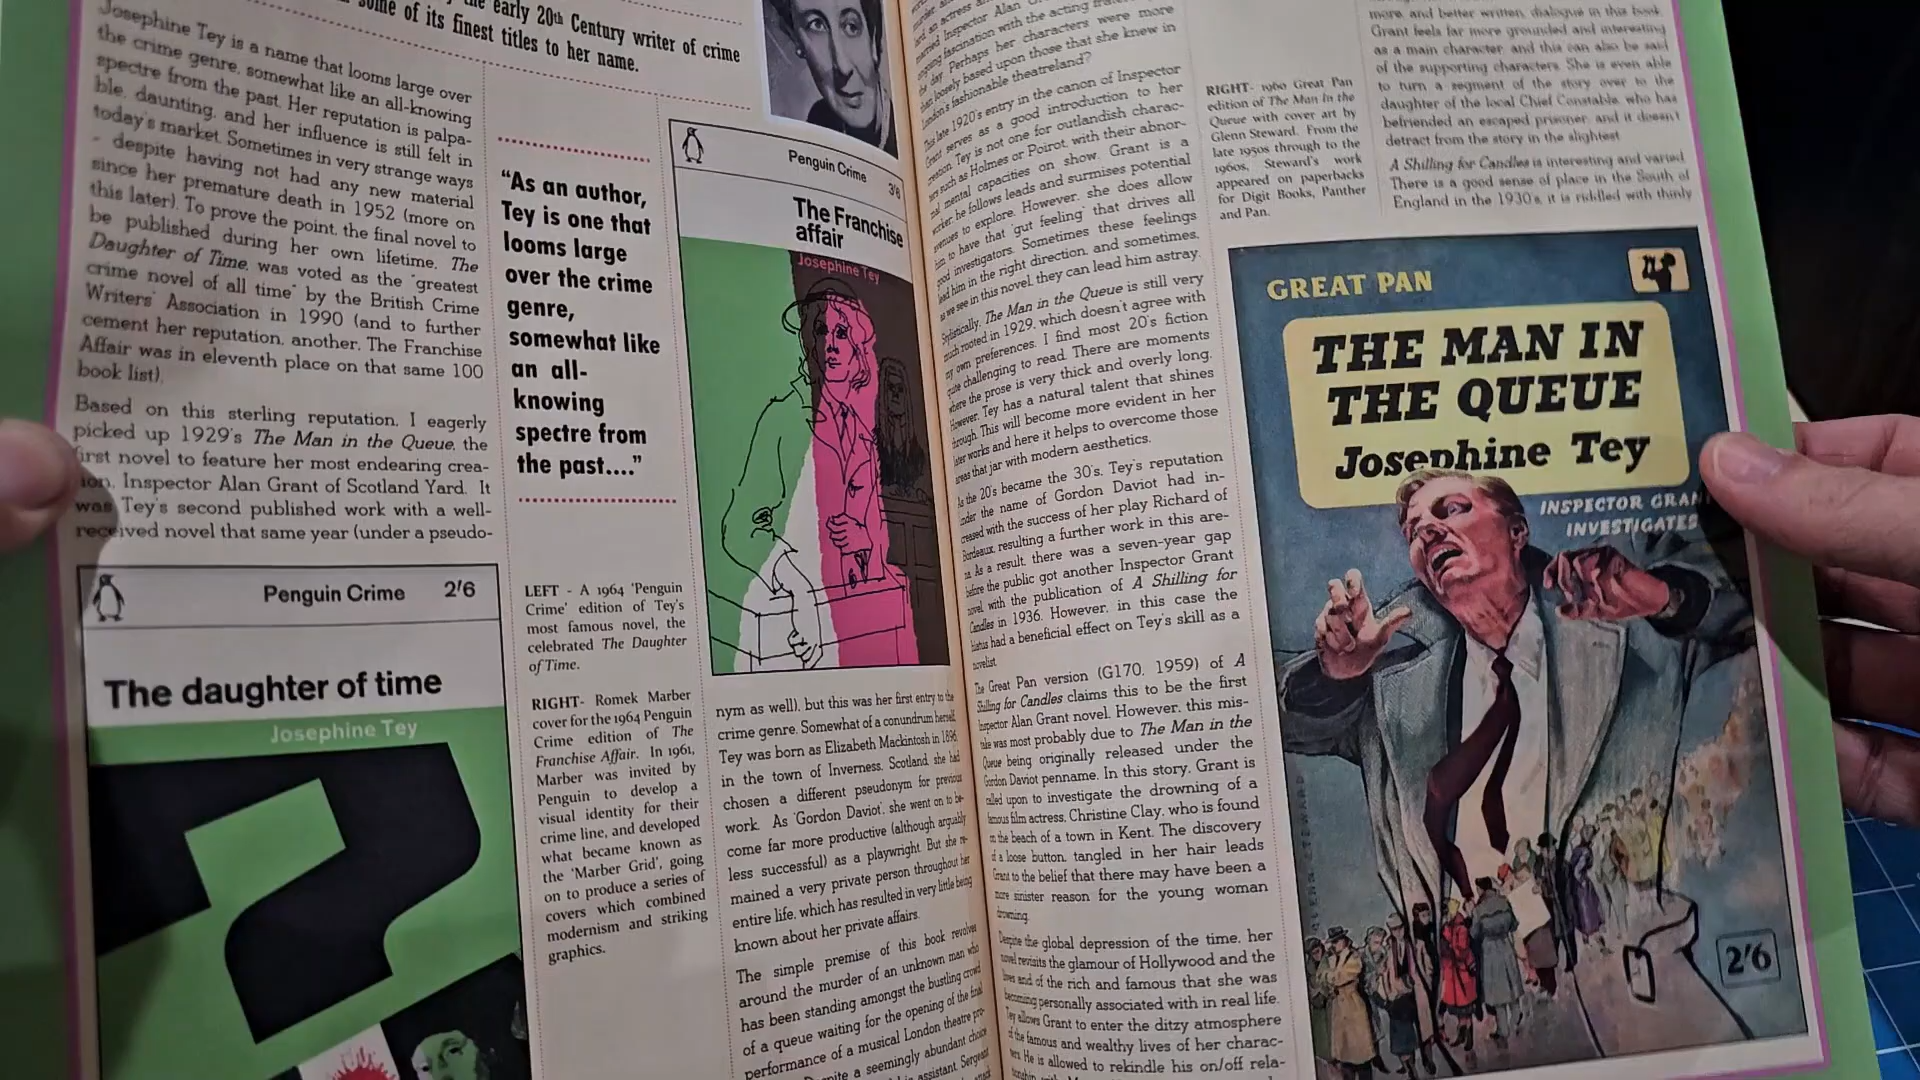 the early 20th Century writer of crime
some of its finest titles to her name.
Josephine Tey is a name that looms large over
the crime genre, somewhat like an all-knowing
spectre from the past. Her reputation is palpa-
ble, daunting, and her influence is still felt in
today's market. Sometimes in very strange ways
- despite having not had any new material
since her premature death in 1952 (more on
this later). To prove the point, the final novel to
be published during her own lifetime, The
Daughter of Time, was voted as the "greatest
crime novel of all time" by the British Crime
Writers' Association in 1990 (and to further
cement her reputation, another, The Franchise
Affair was in eleventh place on that same 100
book list).
Based on this sterling reputation, I eagerly
picked up 1929's The Man in the Queue, the
first novel to feature her most endearing crea-
ion, Inspector Alan Grant of Scotland Yard. It
was Tey's second published work with a well-
received novel that same year (under a pseudo-
Penguin Crime 2'6
The daughter of time
Josephine Tey
"As an author,
Tey is one that
looms large
over the crime
genre,
somewhat like
an all-
knowing
spectre from
the past...."
LEFT - A 1964 'Penguin
Crime' edition of Tey's
most famous novel, the
celebrated The Daughter
of Time.
RIGHT- Romek Marber
cover for the 1964 Penguin
Crime edition of The
Franchise Affair. In 1961,
Marber was invited by
Penguin to develop a
visual identity for their
crime line, and developed
what became known as
the 'Marber Grid', going
on to produce a series of
covers which combined
modernism and striking
graphics.
Penguin Crime 3'6
The Franchise
affair
Josephine Tey
nym as well), but this was her first entry to the
crime genre. Somewhat of a conundrum herself,
Tey was born as Elizabeth Mackintosh in 1896
in the town of Inverness, Scotland, she had
chosen a different pseudonym for previous
work. As 'Gordon Daviot', she went on to be-
come far more productive (although arguably
less successful) as a playwright. But she re-
mained a very private person throughout her
entire life, which has resulted in very little being
known about her private affairs.
The simple premise of this book revolves
around the murder of an unknown man who
has been standing amongst the bustling crowd
of a queue waiting for the opening of the final
performance of a musical London theatre pro-
a seemingly abundant choice
assistant, Sergeant
an actress
Inspector Alan
ongoing fascination with the acting
the day. Perhaps her characters were more
than loosely based upon those that she knew in
London's fashionable theatreland?
This late 1920's entry in the canon of Inspector
Grant serves as a good introduction to her
creation. Tey is not one for outlandish charac-
ters such as Holmes or Poirot, with their abnor-
mal mental capacities on show. Grant is a
worker he follows leads and surmises potential
avenues to explore. However, she does allow
him to have that 'gut feeling' that drives all
good investigators. Sometimes these feelings
lead him in the right direction, and sometimes,
as we see in this novel, they can lead him astray.
Stylistically, The Man in the Queue is still very
much rooted in 1929, which doesn't agree with
my own preferences. I find most 20's fiction
quite challenging to read. There are moments
where the prose is very thick and overly long.
However, Tey has a natural talent that shines
through. This will become more evident in her
later works and here it helps to overcome those
areas that jar with modern aesthetics.
As the 20's became the 30's, Tey's reputation
under the name of Gordon Daviot had in-
creased with the success of her play Richard of
Bordeaux, resulting a further work in this are-
na. As a result, there was a seven-year gap
before the public got another Inspector Grant
novel with the publication of A Shilling for
Candles in 1936. However, in this case the
hiatus had a beneficial effect on Tey's skill as a
novelist.
The Great Pan version (G170, 1959) of A
Shilling for Candles claims this to be the first
Inspector Alan Grant novel. However, this mis-
take was most probably due to The Man in the
Queue being originally released under the
Gordon Daviot penname. In this story, Grant is
called upon to investigate the drowning of a
famous film actress, Christine Clay, who is found
on the beach of a town in Kent. The discovery
of a loose button, tangled in her hair leads
Grant to the belief that there may have been a
more sinister reason for the young woman
drowning.
Despite the global depression of the time, her
novel revisits the glamour of Hollywood and the
lives and of the rich and famous that she was
becoming personally associated with in real life.
Tey allows Grant to enter the ditzy atmosphere
of the famous and wealthy lives of her charac-
ters. He is allowed to rekindle his on/off rela-
RIGHT- 1960 Great Pan
edition of The Man In the
Queue with cover art by
Glenn Steward. From the
late 1950s through to the
1960s, Steward's work
appeared on paperbacks
for Digit Books, Panther
and Pan.
more, and better written, dialogue in this book.
Grant feels far more grounded and interesting
as a main character, and this can also be said
of the supporting characters. She is even able
to turn a segment of the story over to the
daughter of the local Chief Constable, who has
befriended an escaped prisoner, and it doesn't
detract from the story in the slightest.
A Shilling for Candles is interesting and varied.
There is a good sense of place in the South of
England in the 1930's, it is riddled with thinly
GREAT PAN
THE MAN IN
THE QUEUE
Josephine Tey
INSPECTOR GRAN
INVESTIGATES
2'6